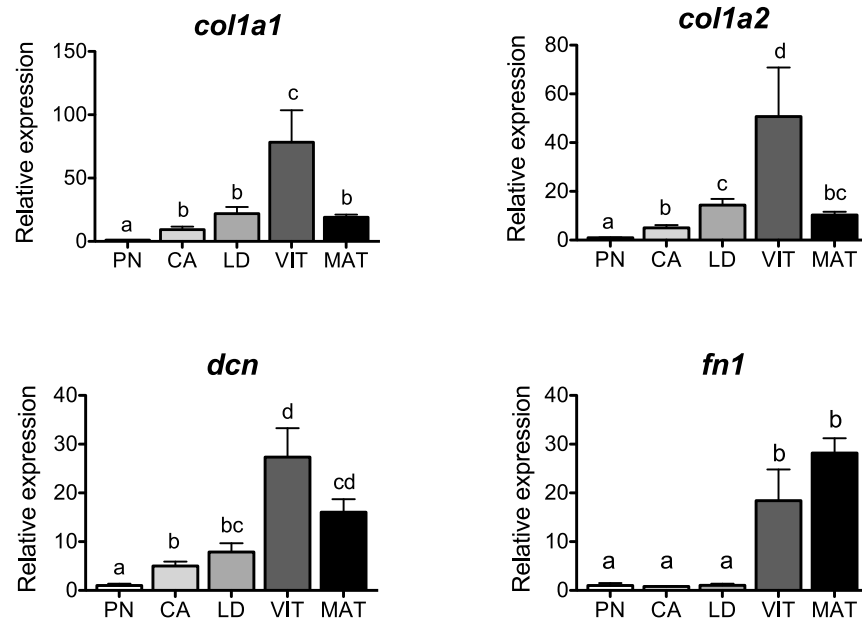 col1a1
Relative expression
150
100
50
0
a
b
b
c
b
PN CA LD VIT MAT
col1a2
Relative expression
80
60
40
20
0
a
b
c
d
bc
PN CA LD VIT MAT
dcn
Relative expression
40
30
20
10
0
a
b
bc
d
cd
PN CA LD VIT MAT
fn1
Relative expression
40
30
20
10
0
a
a
a
b
b
PN CA LD VIT MAT